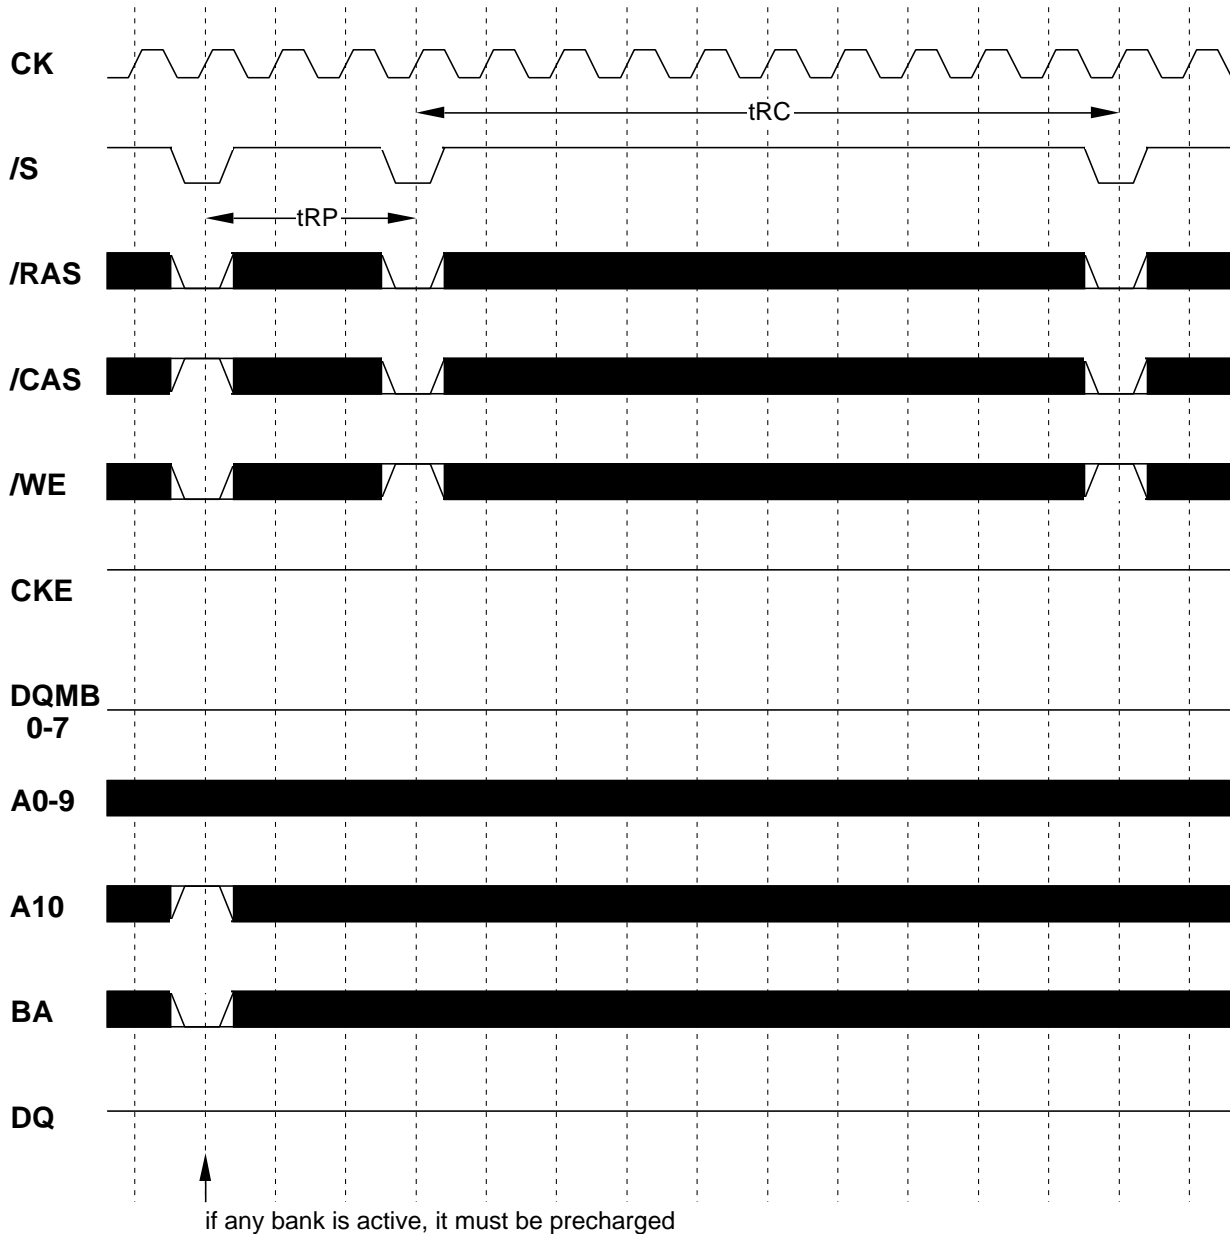 CK
tRC
/S
tRP
/RAS
/CAS
/WE
CKE
DQMB
0-7
A0-9
A10
BA
DQ
if any bank is active, it must be precharged